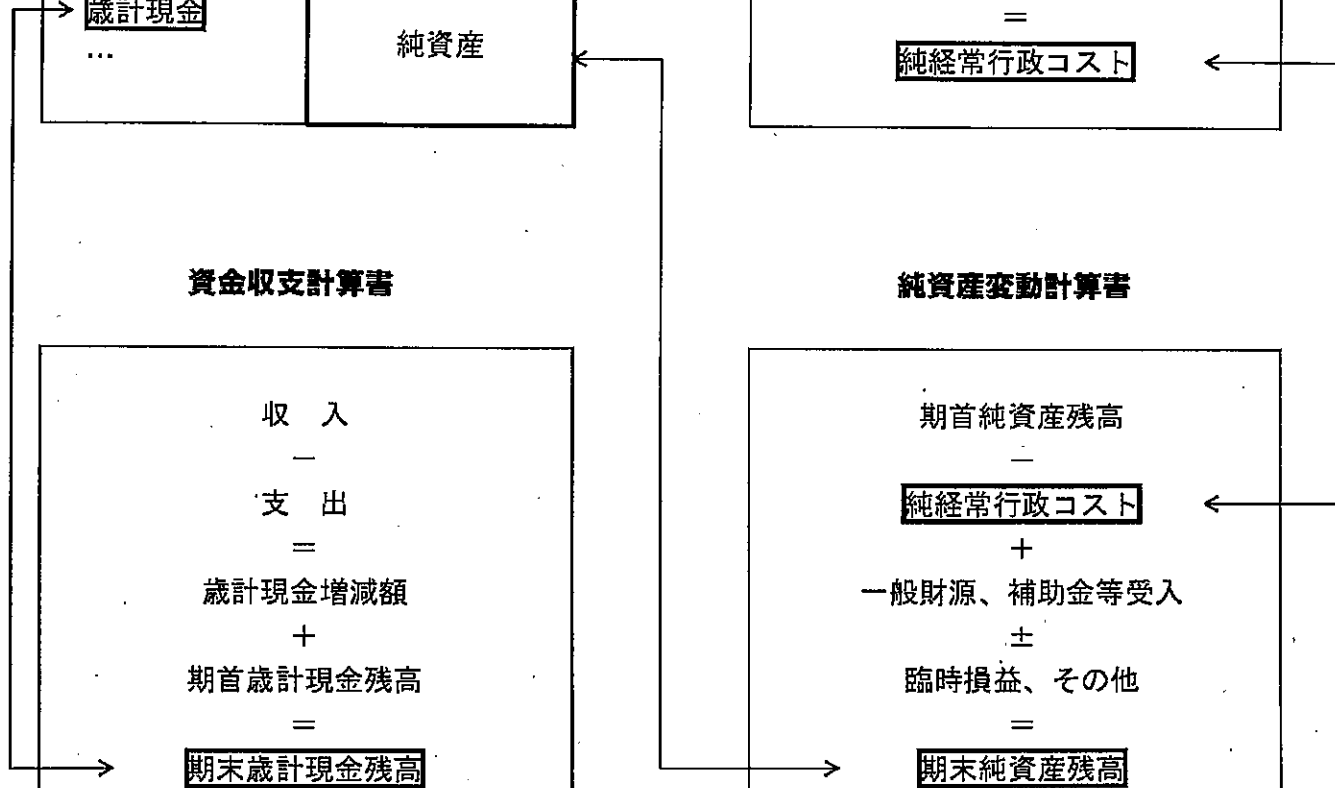 歳計現金
…
純資産
＝
純経常行政コスト
資金収支計算書
収　入
－
支　出
＝
歳計現金増減額
＋
期首歳計現金残高
＝
期末歳計現金残高
純資産変動計算書
期首純資産残高
－
純経常行政コスト
＋
一般財源、補助金等受入
±
臨時損益、その他
＝
期末純資産残高